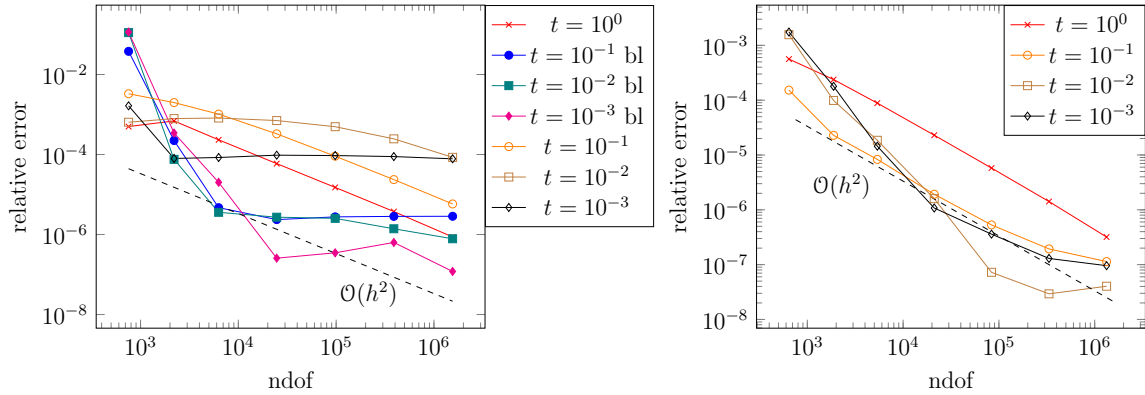 10^{-2}
10^{-4}
10^{-6}
10^{-8}
10^3
10^4
10^5
10^6
ndof
relative error
𝒪(h^2)
t = 10^0
t = 10^{-1} bl
t = 10^{-2} bl
t = 10^{-3} bl
t = 10^{-1}
t = 10^{-2}
t = 10^{-3}
10^{-3}
10^{-4}
10^{-5}
10^{-6}
10^{-7}
10^{-8}
10^3
10^4
10^5
10^6
ndof
relative error
𝒪(h^2)
t = 10^0
t = 10^{-1}
t = 10^{-2}
t = 10^{-3}